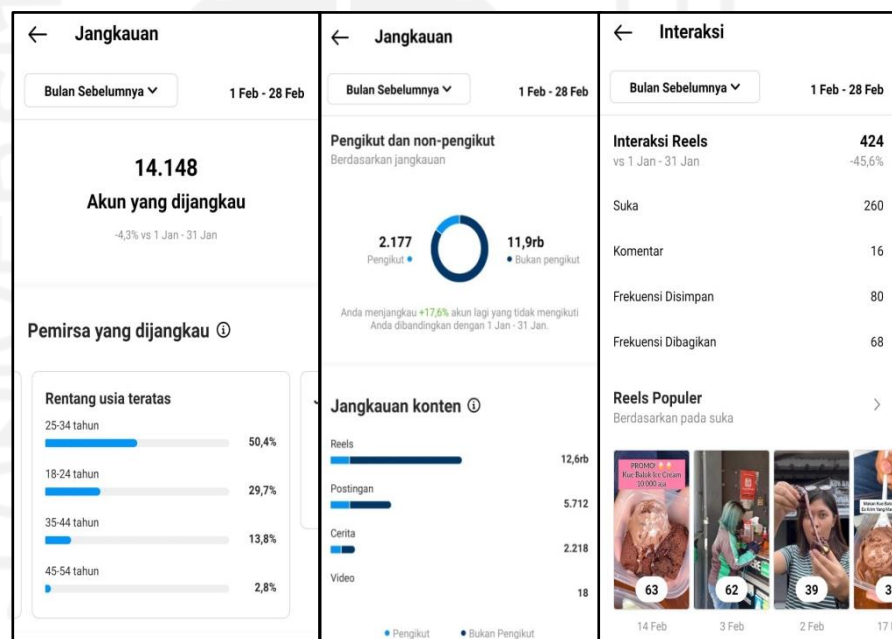 Jangkauan
Bulan Sebelumnya
1 Feb - 28 Feb
14.148
Akun yang dijangkau
-4,3% vs 1 Jan - 31 Jan
Pemirsa yang dijangkau
Rentang usia teratas
25-34 tahun
50,4%
18-24 tahun
29,7%
35-44 tahun
13,8%
45-54 tahun
2,8%
Jangkauan
Bulan Sebelumnya
1 Feb - 28 Feb
Pengikut dan non-pengikut
Berdasarkan jangkauan
2.177
Pengikut
11,9rb
Bukan pengikut
Anda menjangkau +17,6% akun lagi yang tidak mengikuti
Anda dibandingkan dengan 1 Jan - 31 Jan.
Jangkauan konten
Reels
12,6rb
Postingan
5.712
Cerita
2.218
Video
18
Pengikut
Bukan Pengikut
Interaksi
Bulan Sebelumnya
1 Feb - 28 Feb
Interaksi Reels
424
vs 1 Jan - 31 Jan
-45,6%
Suka
260
Komentar
16
Frekuensi Disimpan
80
Frekuensi Dibagikan
68
Reels Populer
Berdasarkan pada suka
PROMO!
Kue Balok Ice Cream
10.000 aja
63
62
39
3
14 Feb
3 Feb
2 Feb
17